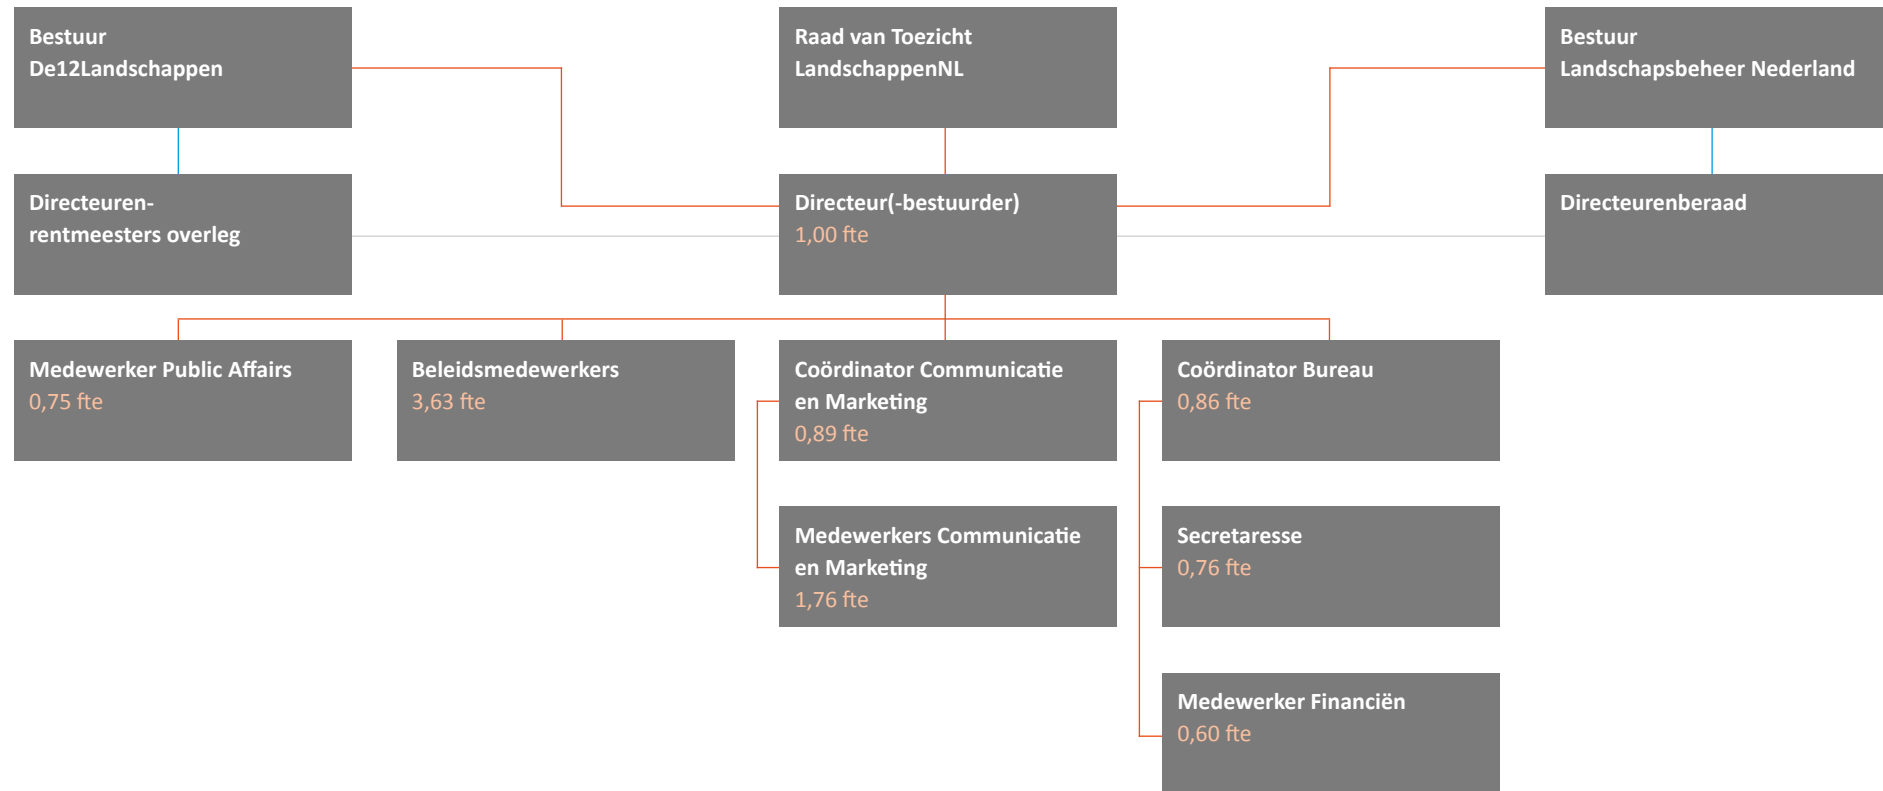 Bestuur
De12Landschappen
Raad van Toezicht
LandschappenNL
Bestuur
Landschapsbeheer Nederland
Directeuren-
rentmeesters overleg
Directeur(-bestuurder)
1,00 fte
Directeurenberaad
Medewerker Public Affairs
0,75 fte
Beleidsmedewerkers
3,63 fte
Coördinator Communicatie
en Marketing
0,89 fte
Coördinator Bureau
0,86 fte
Medewerkers Communicatie
en Marketing
1,76 fte
Secretaresse
0,76 fte
Medewerker Financiën
0,60 fte